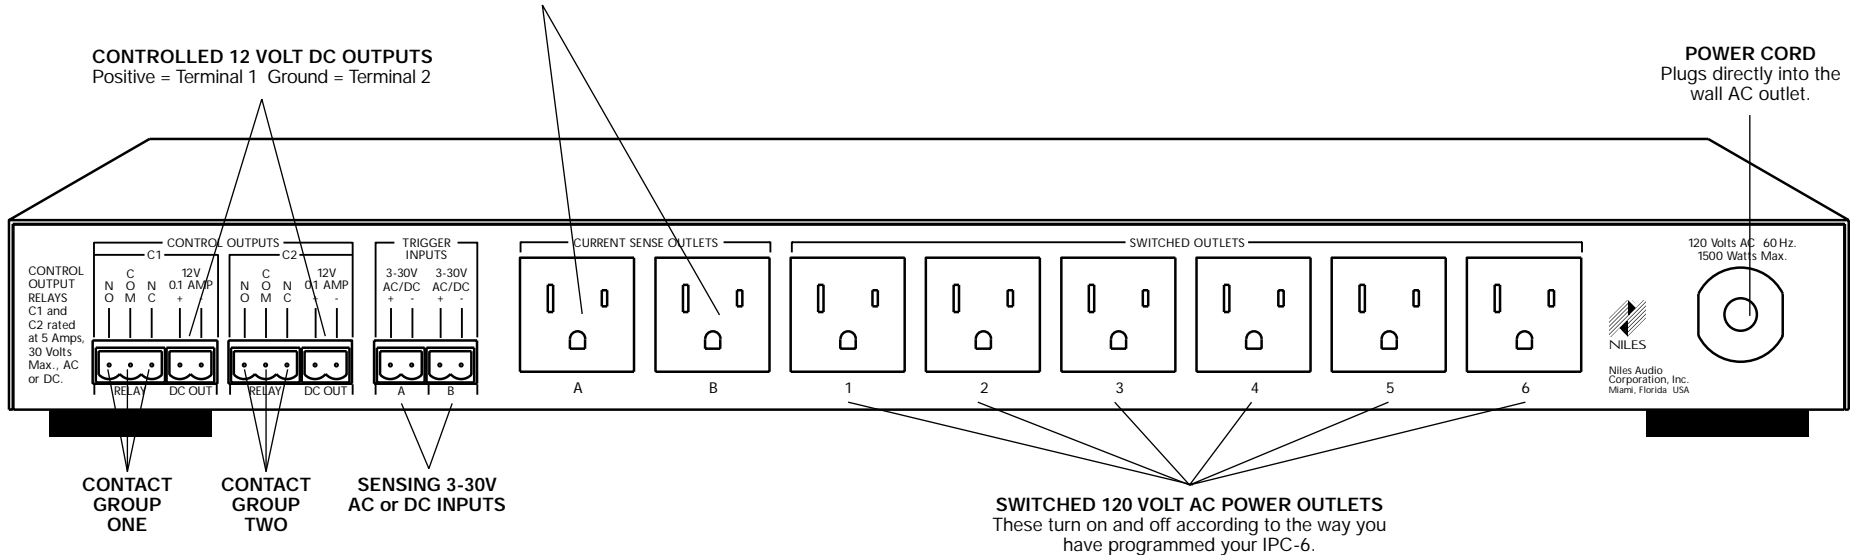 CONTROLLED 12 VOLT DC OUTPUTS
Positive = Terminal 1 Ground = Terminal 2
POWER CORD
Plugs directly into the
wall AC outlet.
CONTROL OUTPUTS
C1
C2
CONTROL
OUTPUT
RELAYS
C1 and
C2 rated
at 5 Amps,
30 Volts
Max., AC
or DC.
NO
COM
NC
12V
0.1 AMP
+ -
RELAY
DC OUT
NO
COM
NC
12V
0.1 AMP
+ -
RELAY
DC OUT
TRIGGER
INPUTS
3-30V 3-30V
AC/DC AC/DC
+ - + -
A B
CURRENT SENSE OUTLETS
A B
SWITCHED OUTLETS
1 2 3 4 5 6
NILES
Niles Audio
Corporation, Inc.
Miami, Florida USA
120 Volts AC 60 Hz.
1500 Watts Max.
CONTACT
GROUP
ONE
CONTACT
GROUP
TWO
SENSING 3-30V
AC or DC INPUTS
SWITCHED 120 VOLT AC POWER OUTLETS
These turn on and off according to the way you
have programmed your IPC-6.